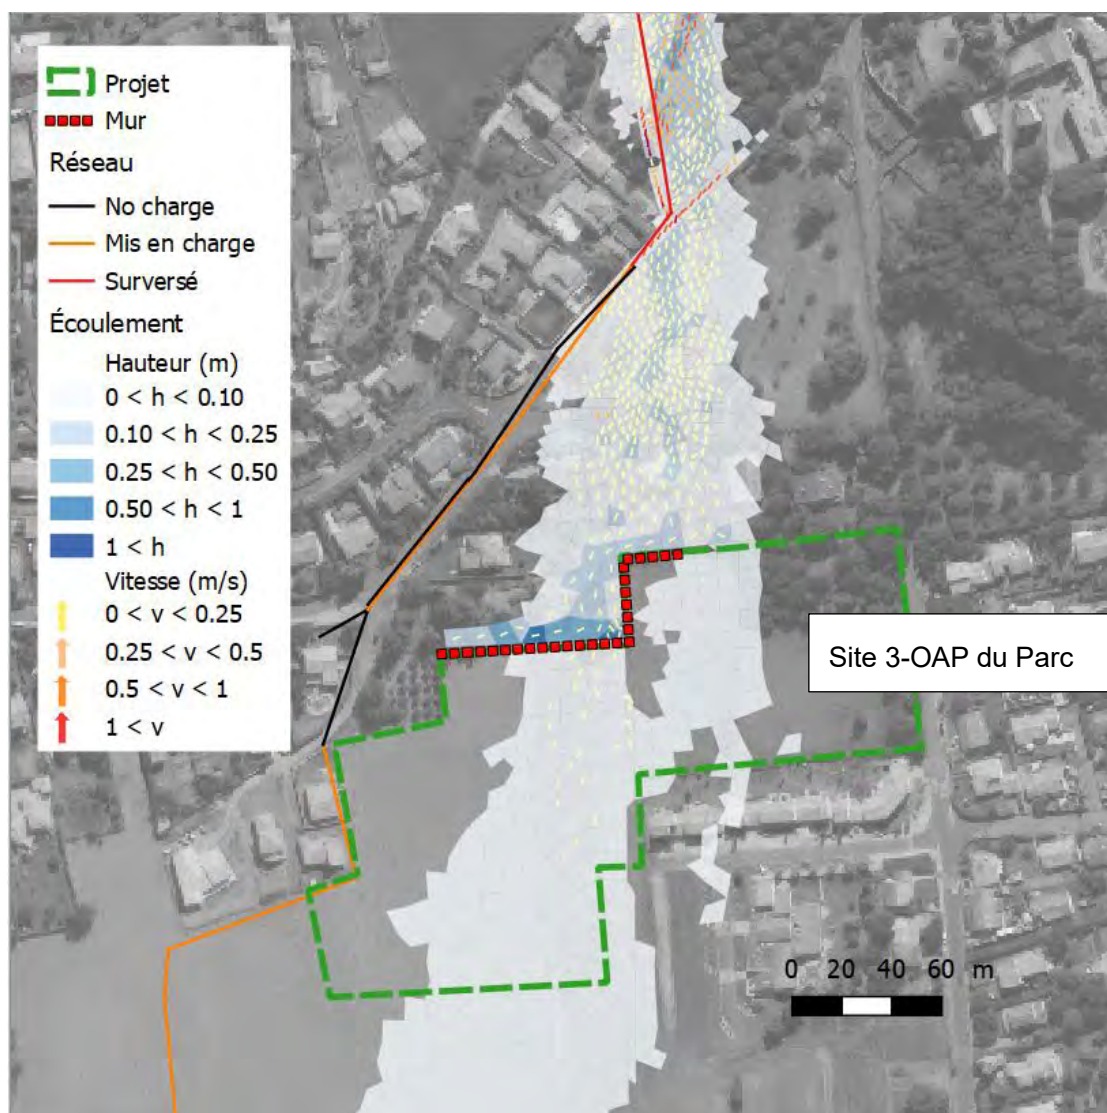 Projet
Mur
Réseau
No charge
Mis en charge
Surversé
Écoulement
Hauteur (m)
0 < h < 0.10
0.10 < h < 0.25
0.25 < h < 0.50
0.50 < h < 1
1 < h
Vitesse (m/s)
0 < v < 0.25
0.25 < v < 0.5
0.5 < v < 1
1 < v
Site 3-OAP du Parc
0 20 40 60 m